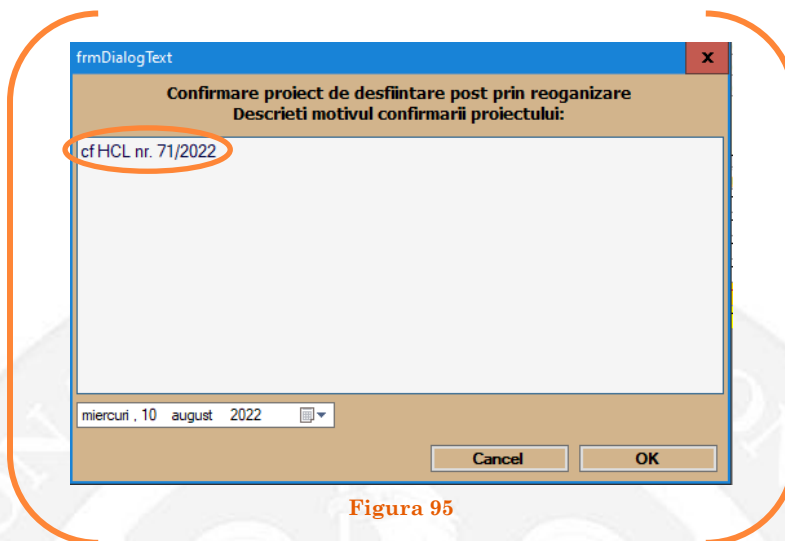 frmDialogText
x
Confirmare proiect de desfiintare post prin reoganizare
Descrieti motivul confirmarii proiectului:
cf HCL nr. 71/2022
miercuri , 10 august 2022
Cancel OK
Figura 95